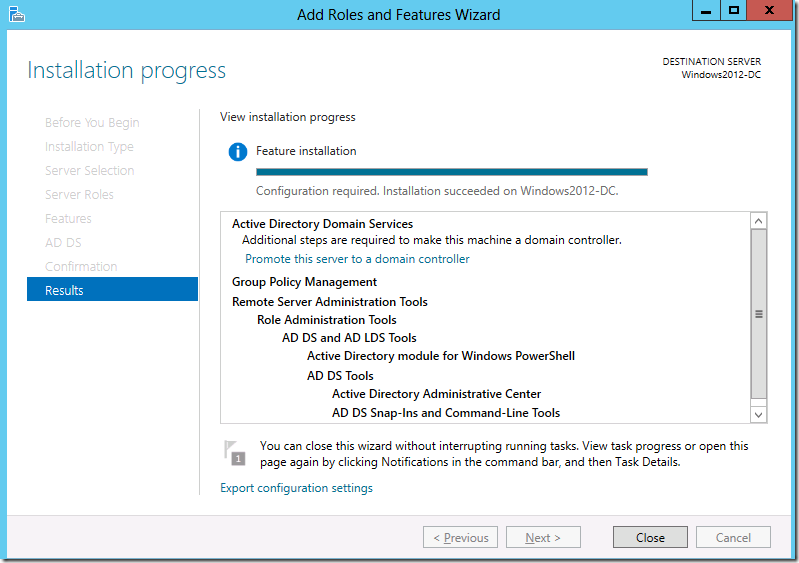 Add Roles and Features Wizard
Installation progress
DESTINATION SERVER
Windows2012-DC
Before You Begin
Installation Type
Server Selection
Server Roles
Features
AD DS
Confirmation
Results
View installation progress
Feature installation
Configuration required. Installation succeeded on Windows2012-DC.
Active Directory Domain Services
Additional steps are required to make this machine a domain controller.
Promote this server to a domain controller
Group Policy Management
Remote Server Administration Tools
Role Administration Tools
AD DS and AD LDS Tools
Active Directory module for Windows PowerShell
AD DS Tools
Active Directory Administrative Center
AD DS Snap-Ins and Command-Line Tools
1
You can close this wizard without interrupting running tasks. View task progress or open this
page again by clicking Notifications in the command bar, and then Task Details.
Export configuration settings
< Previous
Next >
Close
Cancel